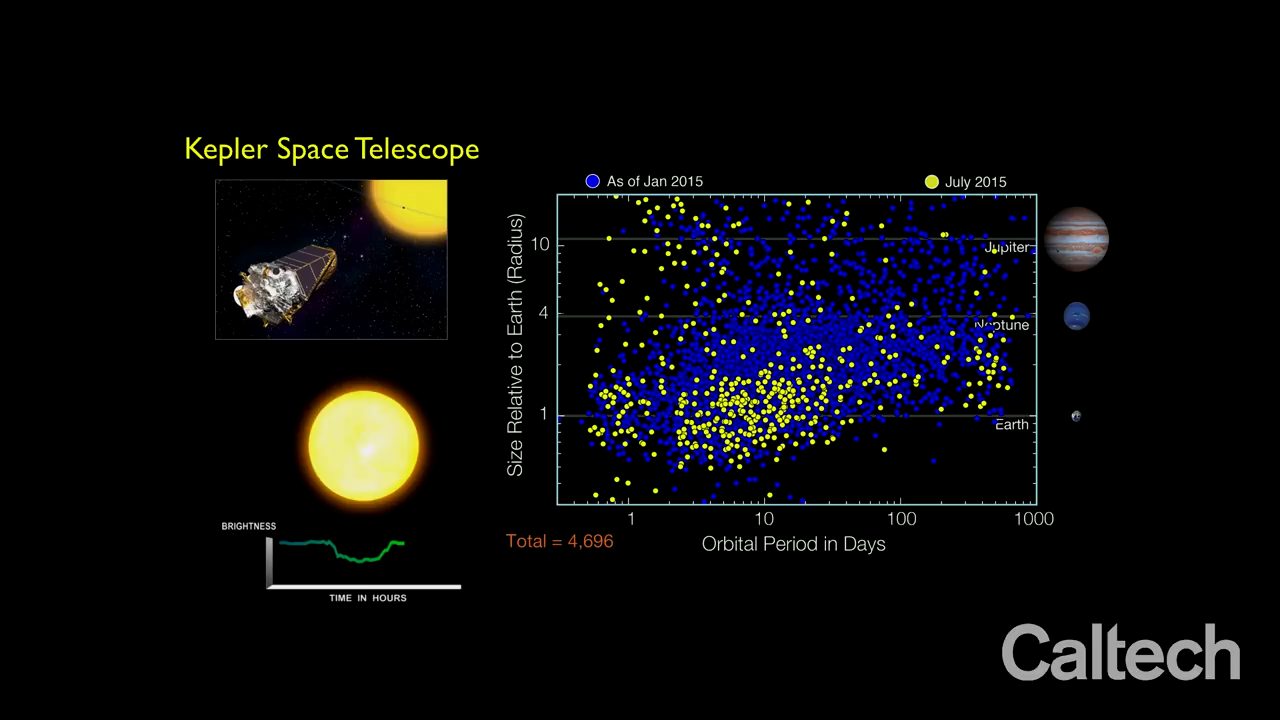 Kepler Space Telescope
As of Jan 2015
July 2015
Size Relative to Earth (Radius)
10
4
1
Jupiter
Neptune
Earth
1
10
100
1000
Orbital Period in Days
Total = 4,696
BRIGHTNESS
TIME IN HOURS
Caltech